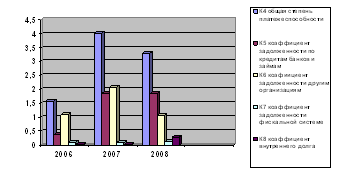 4,5
4
3,5
3
2,5
2
1,5
1
0,5
0
2006 2007 2008
К4 общая степень
платежеспособности
К5 коэффициент
задолженности по
кредитам банков и
займам
К6 коэффициент
задолженности другим
организациям
К7 коэффициент
задолженности
фискальной системе
К8 коэффициент
внутреннего долга